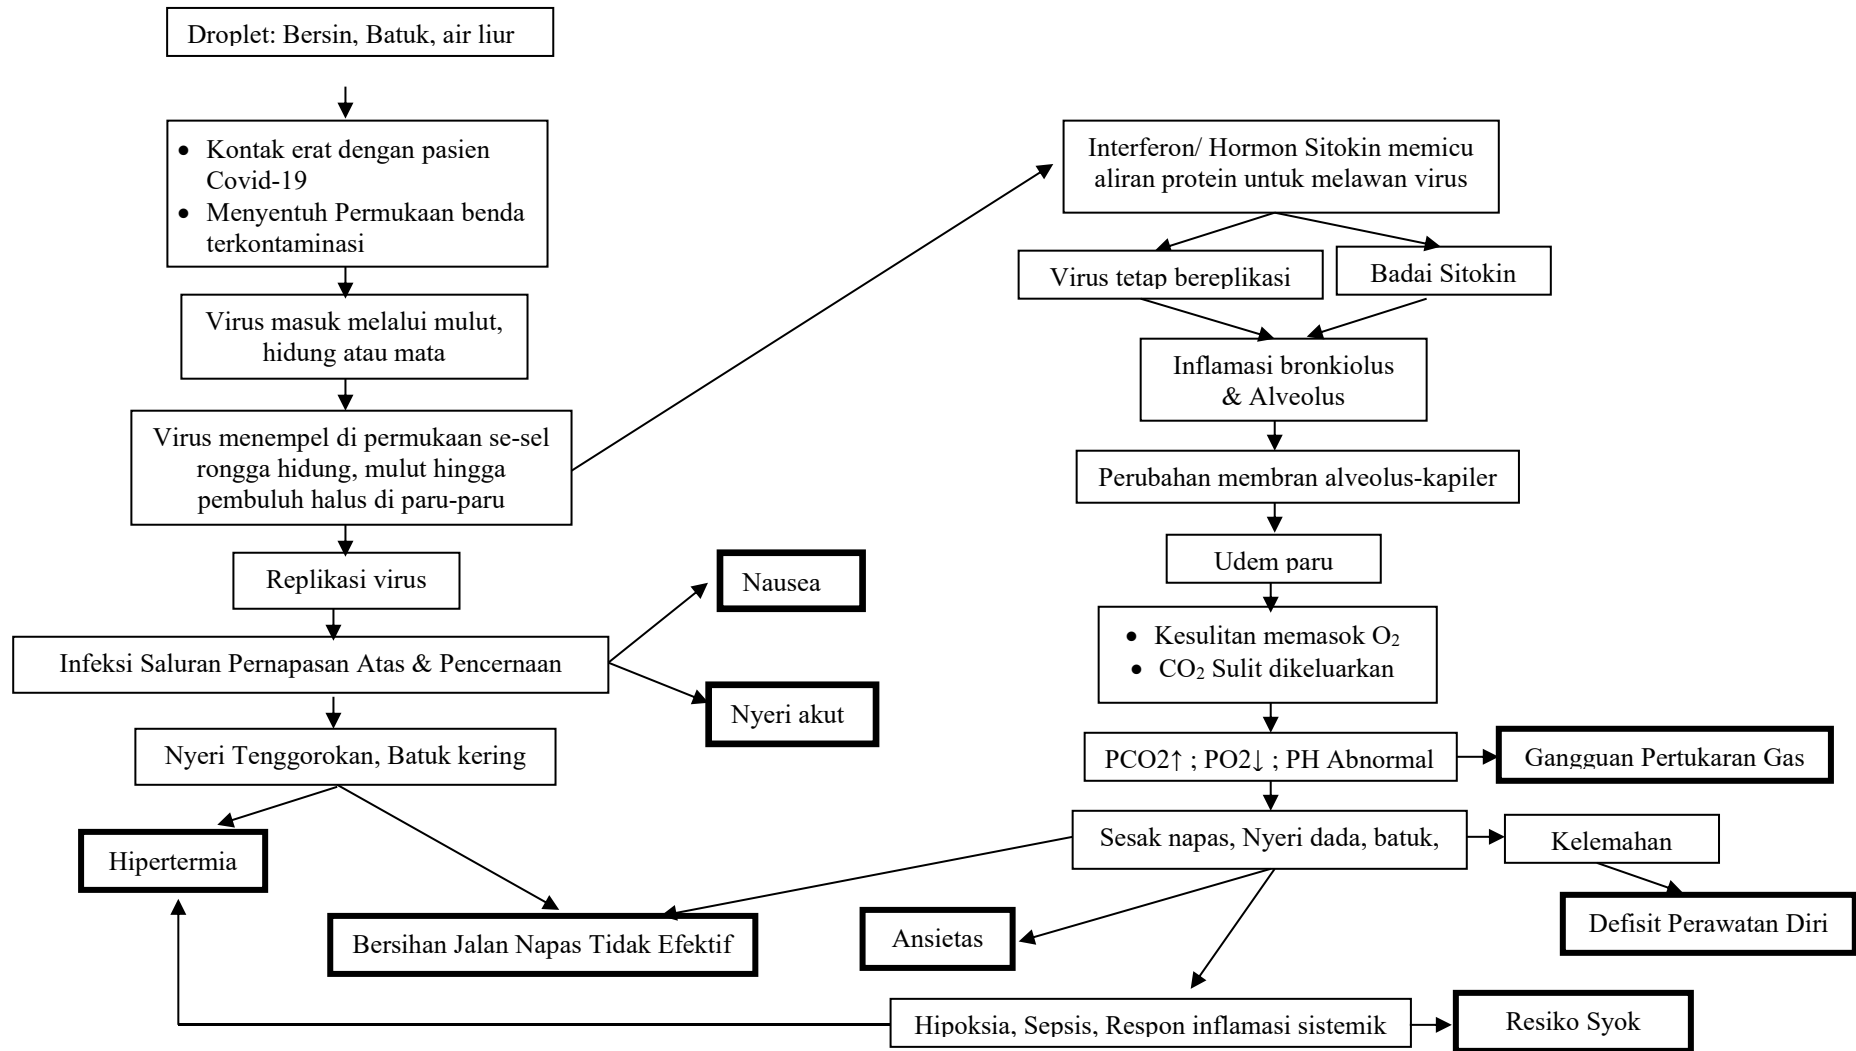 Droplet: Bersin, Batuk, air liur
• Kontak erat dengan pasien
Covid-19
• Menyentuh Permukaan benda
terkontaminasi
Virus masuk melalui mulut,
hidung atau mata
Virus menempel di permukaan se-sel
rongga hidung, mulut hingga
pembuluh halus di paru-paru
Replikasi virus
Infeksi Saluran Pernapasan Atas & Pencernaan
Nausea
Nyeri akut
Nyeri Tenggorokan, Batuk kering
Hipertermia
Bersihan Jalan Napas Tidak Efektif
Interferon/ Hormon Sitokin memicu
aliran protein untuk melawan virus
Virus tetap bereplikasi
Badai Sitokin
Inflamasi bronkiolus
& Alveolus
Perubahan membran alveolus-kapiler
Udem paru
• Kesulitan memasok O₂
• CO₂ Sulit dikeluarkan
PCO2↑ ; PO2↓ ; PH Abnormal
Gangguan Pertukaran Gas
Sesak napas, Nyeri dada, batuk,
Kelemahan
Defisit Perawatan Diri
Ansietas
Hipoksia, Sepsis, Respon inflamasi sistemik
Resiko Syok